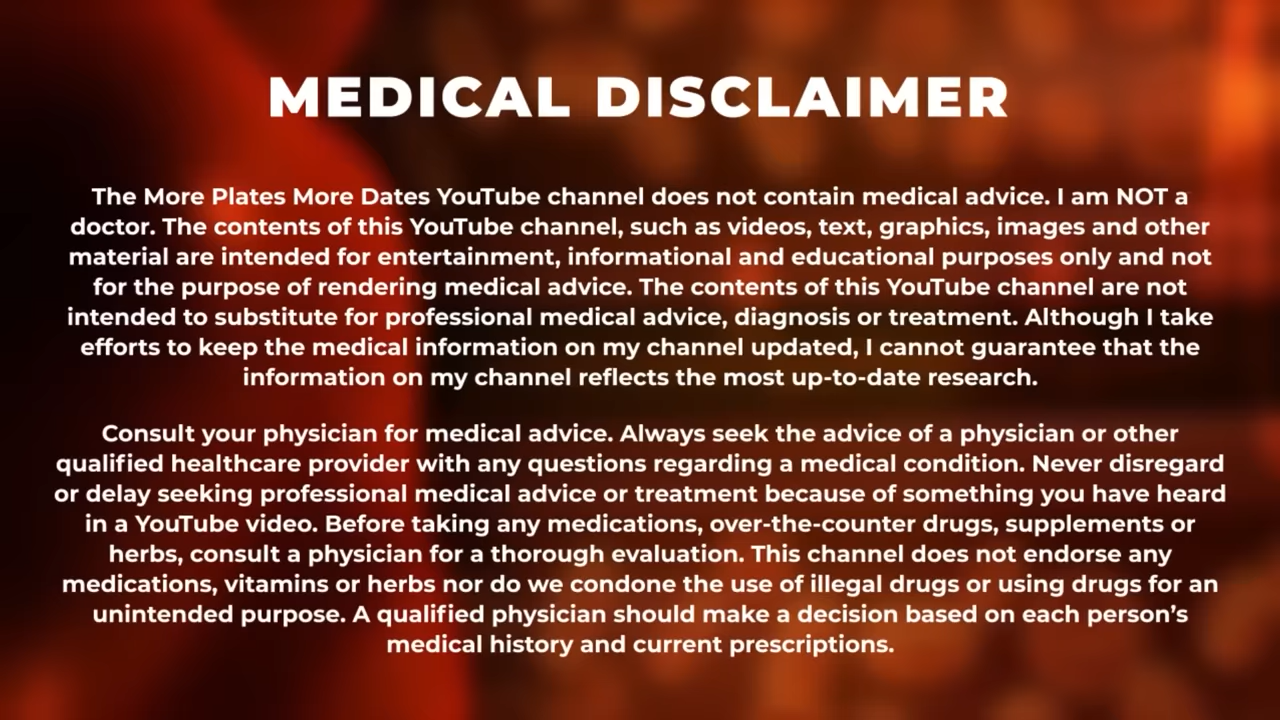 MEDICAL DISCLAIMER
The More Plates More Dates YouTube channel does not contain medical advice. I am NOT a
doctor. The contents of this YouTube channel, such as videos, text, graphics, images and other
material are intended for entertainment, informational and educational purposes only and not
for the purpose of rendering medical advice. The contents of this YouTube channel are not
intended to substitute for professional medical advice, diagnosis or treatment. Although I take
efforts to keep the medical information on my channel updated, I cannot guarantee that the
information on my channel reflects the most up-to-date research.
Consult your physician for medical advice. Always seek the advice of a physician or other
qualified healthcare provider with any questions regarding a medical condition. Never disregard
or delay seeking professional medical advice or treatment because of something you have heard
in a YouTube video. Before taking any medications, over-the-counter drugs, supplements or
herbs, consult a physician for a thorough evaluation. This channel does not endorse any
medications, vitamins or herbs nor do we condone the use of illegal drugs or using drugs for an
unintended purpose. A qualified physician should make a decision based on each person’s
medical history and current prescriptions.